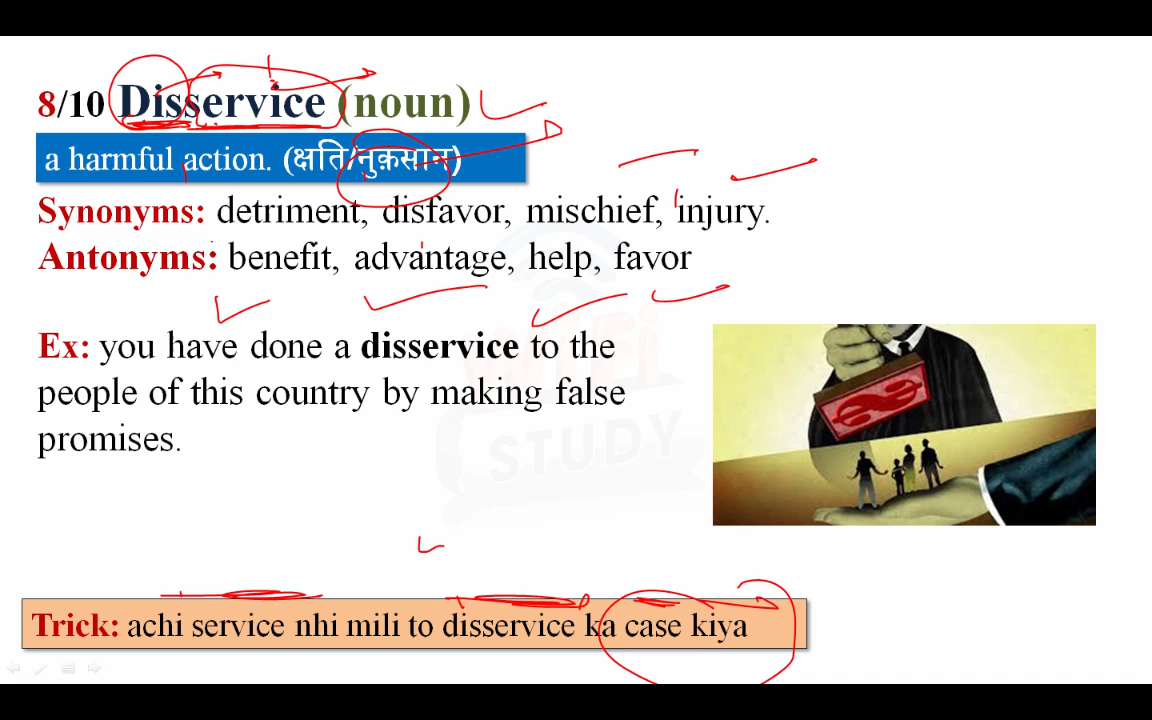 8/10 Disservice (noun)
a harmful action. (क्षति/नुक़सान)
Synonyms: detriment, disfavor, mischief, injury.
Antonyms: benefit, advantage, help, favor
Ex: you have done a disservice to the
people of this country by making false
promises.
STUDY
Trick: achi service nhi mili to disservice ka case kiya